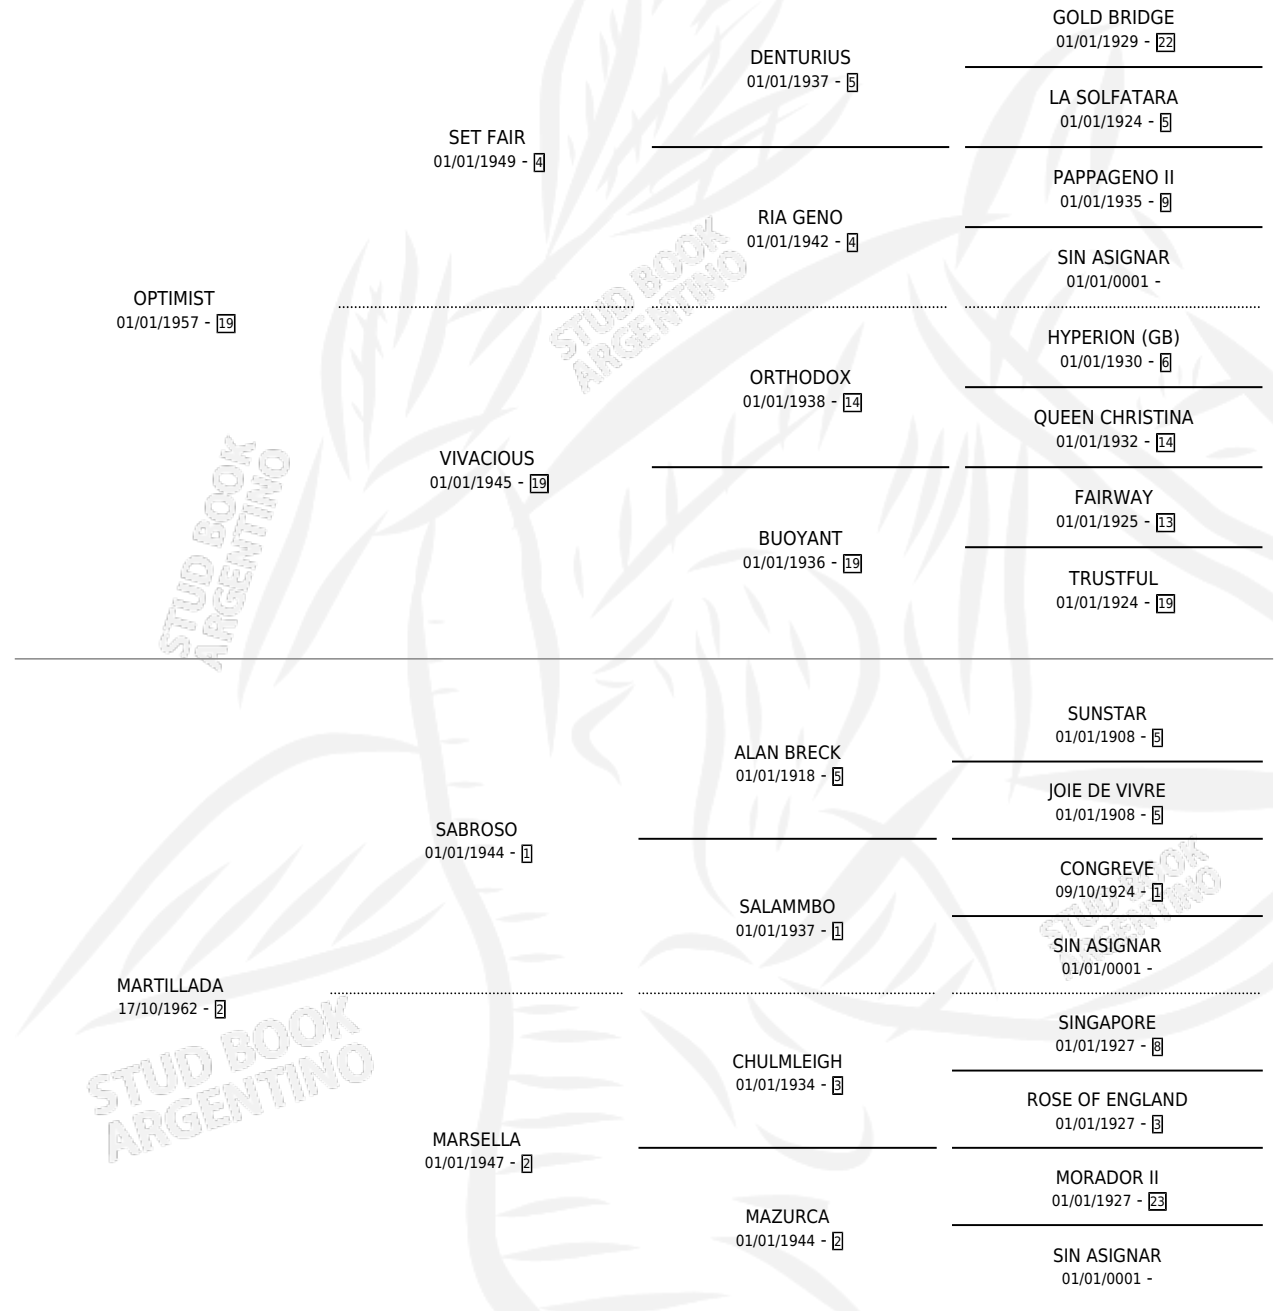 GOLD BRIDGE
01/01/1929 - 22
DENTURIUS
01/01/1937 - 5
LA SOLFATARA
01/01/1924 - 5
SET FAIR
01/01/1949 - 4
PAPPAGENO II
01/01/1935 - 9
RIA GENO
01/01/1942 - 4
SIN ASIGNAR
01/01/0001 -
OPTIMIST
01/01/1957 - 19
HYPERION (GB)
01/01/1930 - 6
ORTHODOX
01/01/1938 - 14
QUEEN CHRISTINA
01/01/1932 - 14
VIVACIOUS
01/01/1945 - 19
FAIRWAY
01/01/1925 - 13
BUOYANT
01/01/1936 - 19
TRUSTFUL
01/01/1924 - 19
SUNSTAR
01/01/1908 - 5
ALAN BRECK
01/01/1918 - 5
JOIE DE VIVRE
01/01/1908 - 5
SABROSO
01/01/1944 - 1
CONGREVE
09/10/1924 - 1
SALAMMBO
01/01/1937 - 1
SIN ASIGNAR
01/01/0001 -
MARTILLADA
17/10/1962 - 2
SINGAPORE
01/01/1927 - 8
CHULMLEIGH
01/01/1934 - 3
ROSE OF ENGLAND
01/01/1927 - 3
MARSELLA
01/01/1947 - 2
MORADOR II
01/01/1927 - 23
MAZURCA
01/01/1944 - 2
SIN ASIGNAR
01/01/0001 -
STUD BOOK
ARGENTINO
STUD BOOK
ARGENTINO
STUD BOOK
ARGENTINO
STUD BOOK
ARGENTINO